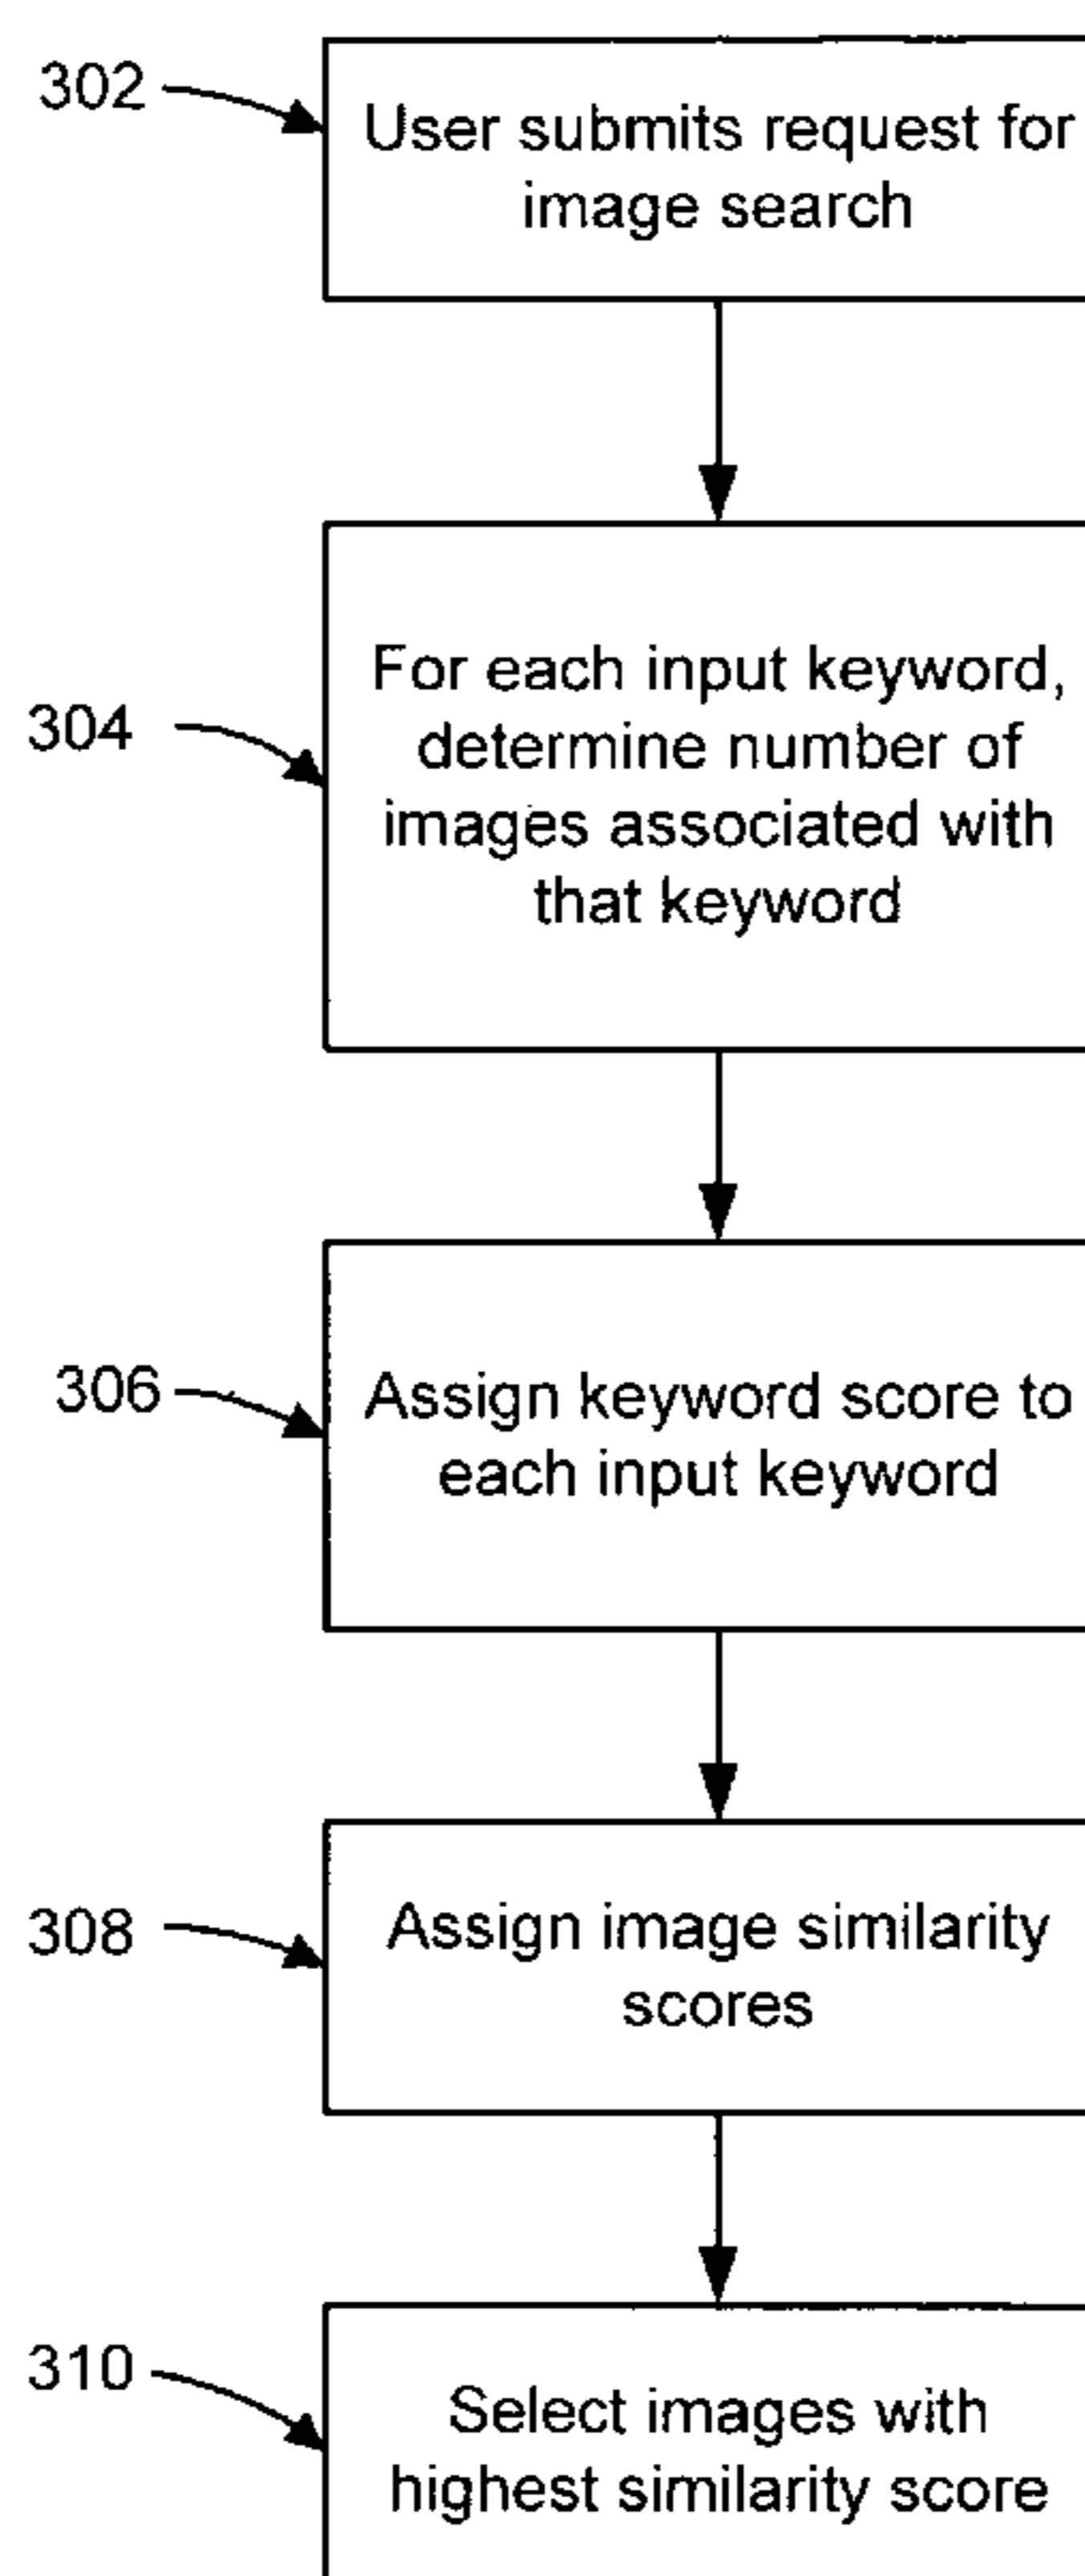 302
User submits request for
image search
304
For each input keyword,
determine number of
images associated with
that keyword
306
Assign keyword score to
each input keyword
308
Assign image similarity
scores
310
Select images with
highest similarity score